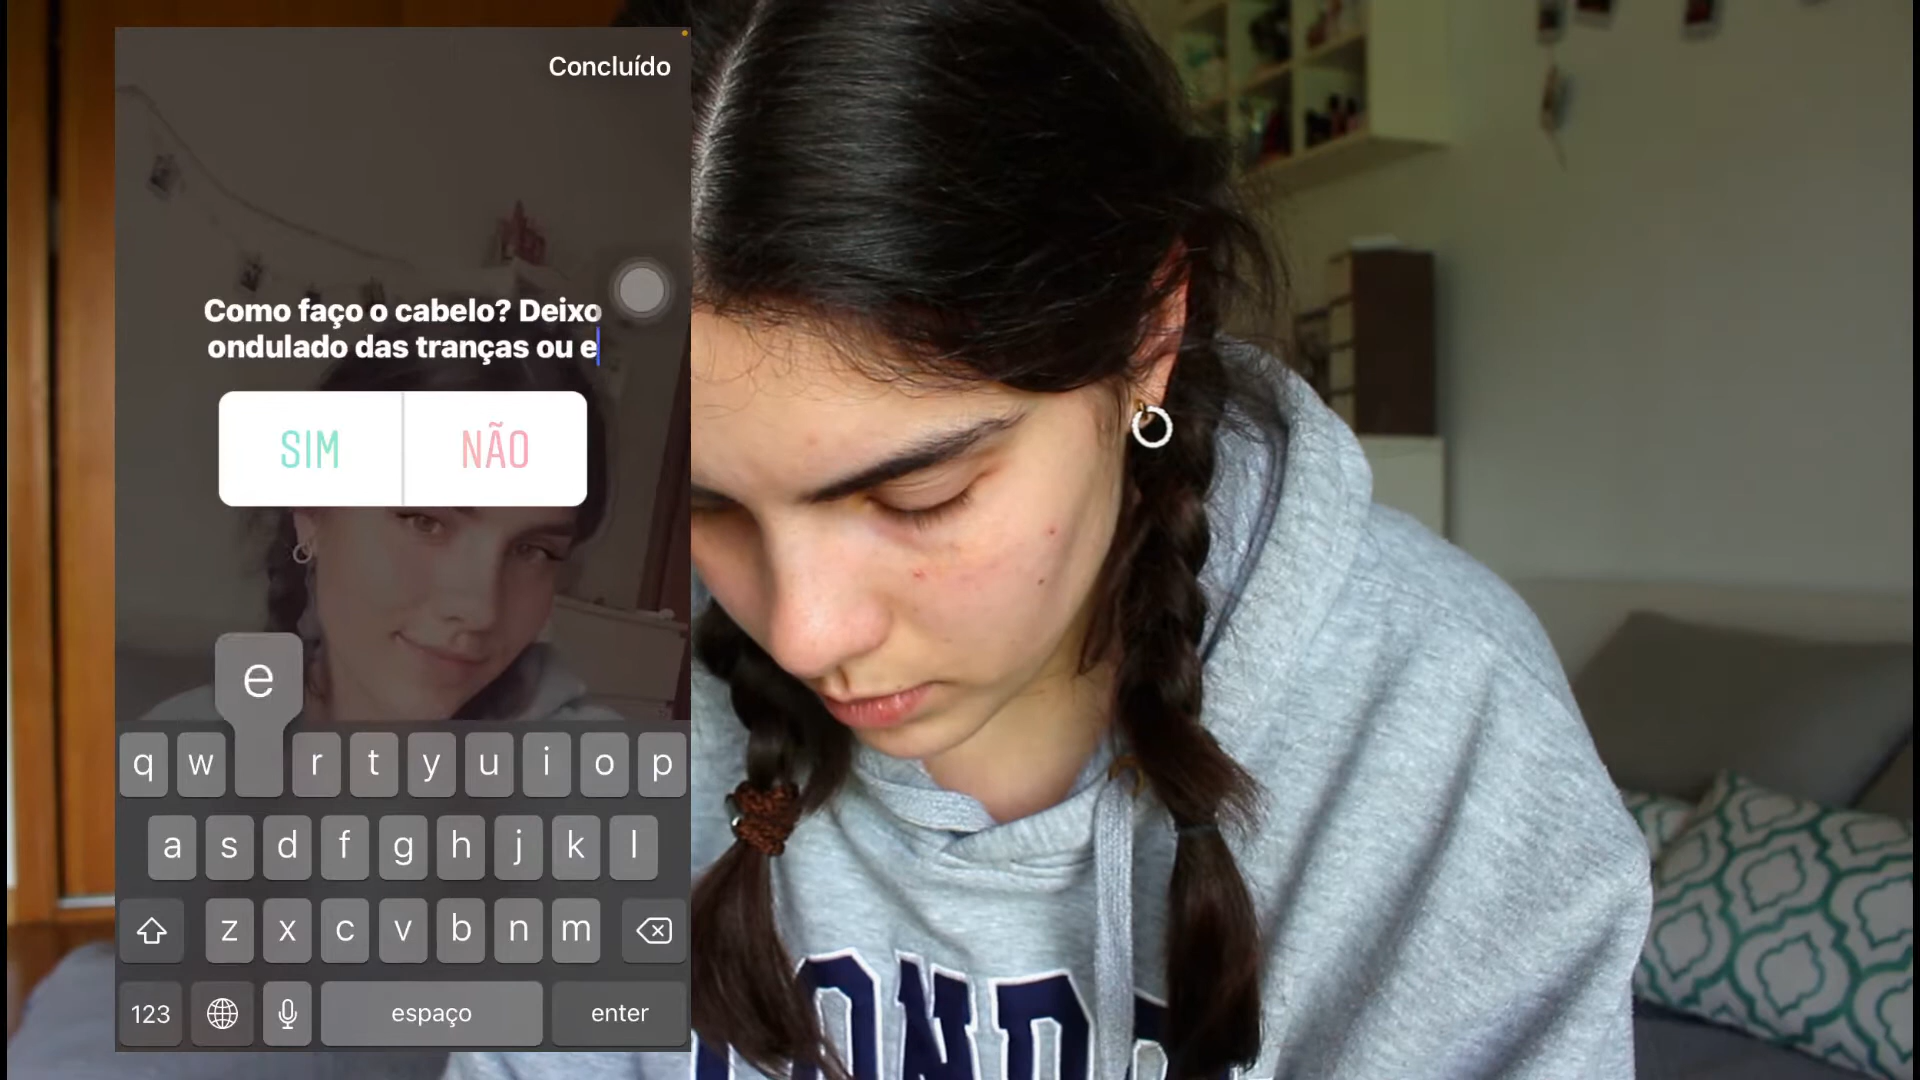 Concluído
Como faço o cabelo? Deixo
ondulado das tranças ou e
SIM NÃO
e
q w r t y u i o p
a s d f g h j k l
z x c v b n m
123 espaço enter